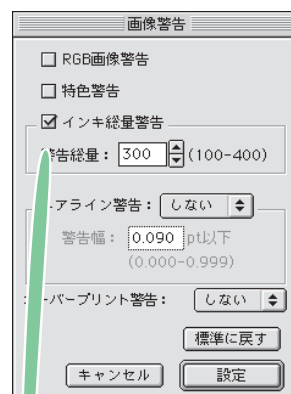 画像警告
RGB画像警告
特色警告
インキ総量警告
警告総量： 300 (100-400)
アライン警告： しない
警告幅： 0.090 pt以下
(0.000-0.999)
ーバープリント警告： しない
標準に戻す
キャンセル 設定